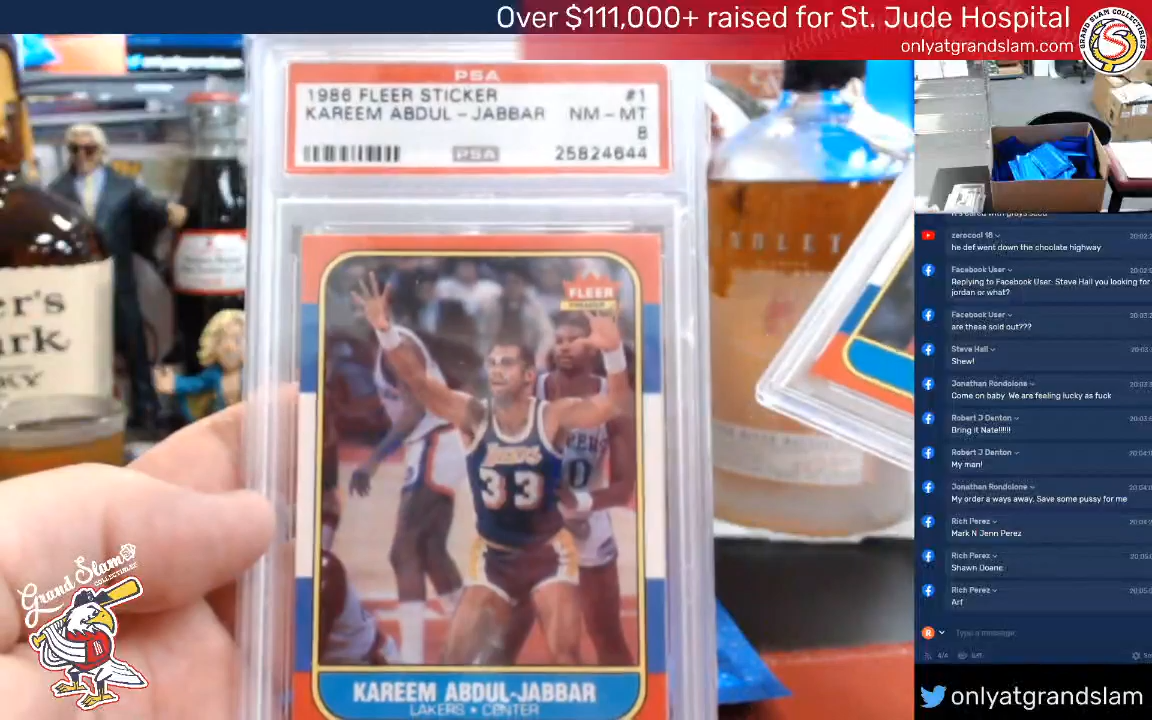 Over $111,000+ raised for St. Jude Hospital
onlyatgrandslam.com
GRAND SLAM COLLECTIBLES
PSA
1986 FLEER STICKER #1
KAREEM ABDUL-JABBAR NM-MT
8
PSA 25824644
FLEER
PREMIER
33
KAREEM ABDUL-JABBAR
LAKERS • CENTER
Grand Slam
COLLECTIBLES
zerocool 18
he def went down the choclate highway
Facebook User
Replying to Facebook User. Steve Hall you looking for
jordan or what?
Facebook User
are these sold out???
Steve Hall
Shew!
Jonathan Rondolone
Come on baby We are feeling lucky as fuck
Robert J Denton
Bring it Nate!!!!!!
Robert J Denton
My man!
Jonathan Rondolone
My order a ways away. Save some pussy for me
Rich Perez
Mark N Jenn Perez
Rich Perez
Shawn Doane
Rich Perez
Arf
Type a message
onlyatgrandslam